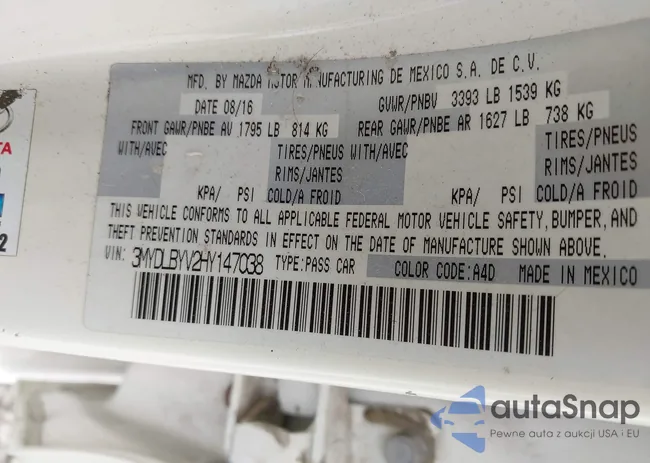 MFD. BY MAZDA MOTOR MANUFACTURING DE MEXICO S.A. DE C.V.
DATE 08/16 GVWR/PNBV 3393 LB 1539 KG
FRONT GAWR/PNBE AV 1795 LB 814 KG REAR GAWR/PNBE AR 1627 LB 738 KG
WITH/AVEC TIRES/PNEUS WITH/AVEC TIRES/PNEUS
RIMS/JANTES RIMS/JANTES
KPA/ PSI COLD/A FROID KPA/ PSI COLD/A FROID
THIS VEHICLE CONFORMS TO ALL APPLICABLE FEDERAL MOTOR VEHICLE SAFETY, BUMPER, AND
THEFT PREVENTION STANDARDS IN EFFECT ON THE DATE OF MANUFACTURE SHOWN ABOVE.
VIN: 3MYDLBYV2HY147038 TYPE:PASS CAR COLOR CODE:A4D MADE IN MEXICO
TA
2
autaSnap
Pewne auta z aukcji USA i EU